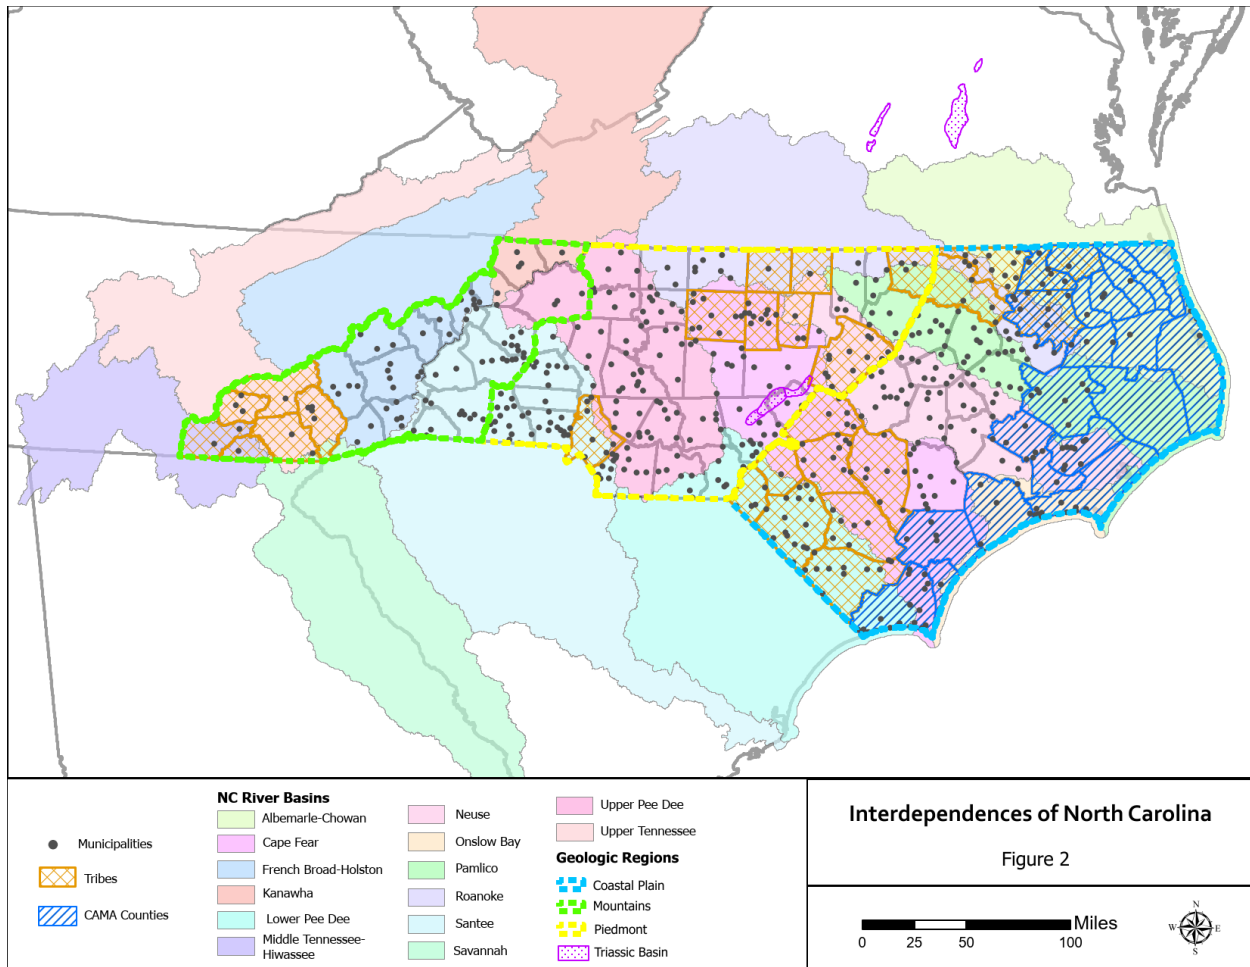 Municipalities
Tribes
CAMA Counties
NC River Basins
Albemarle-Chowan
Cape Fear
French Broad-Holston
Kanawha
Lower Pee Dee
Middle Tennessee-
Hiwassee
Neuse
Onslow Bay
Pamlico
Roanoke
Santee
Savannah
Upper Pee Dee
Upper Tennessee
Geologic Regions
Coastal Plain
Mountains
Piedmont
Triassic Basin
Interdependences of North Carolina
Figure 2
Miles
0 25 50 100
N
W E
S